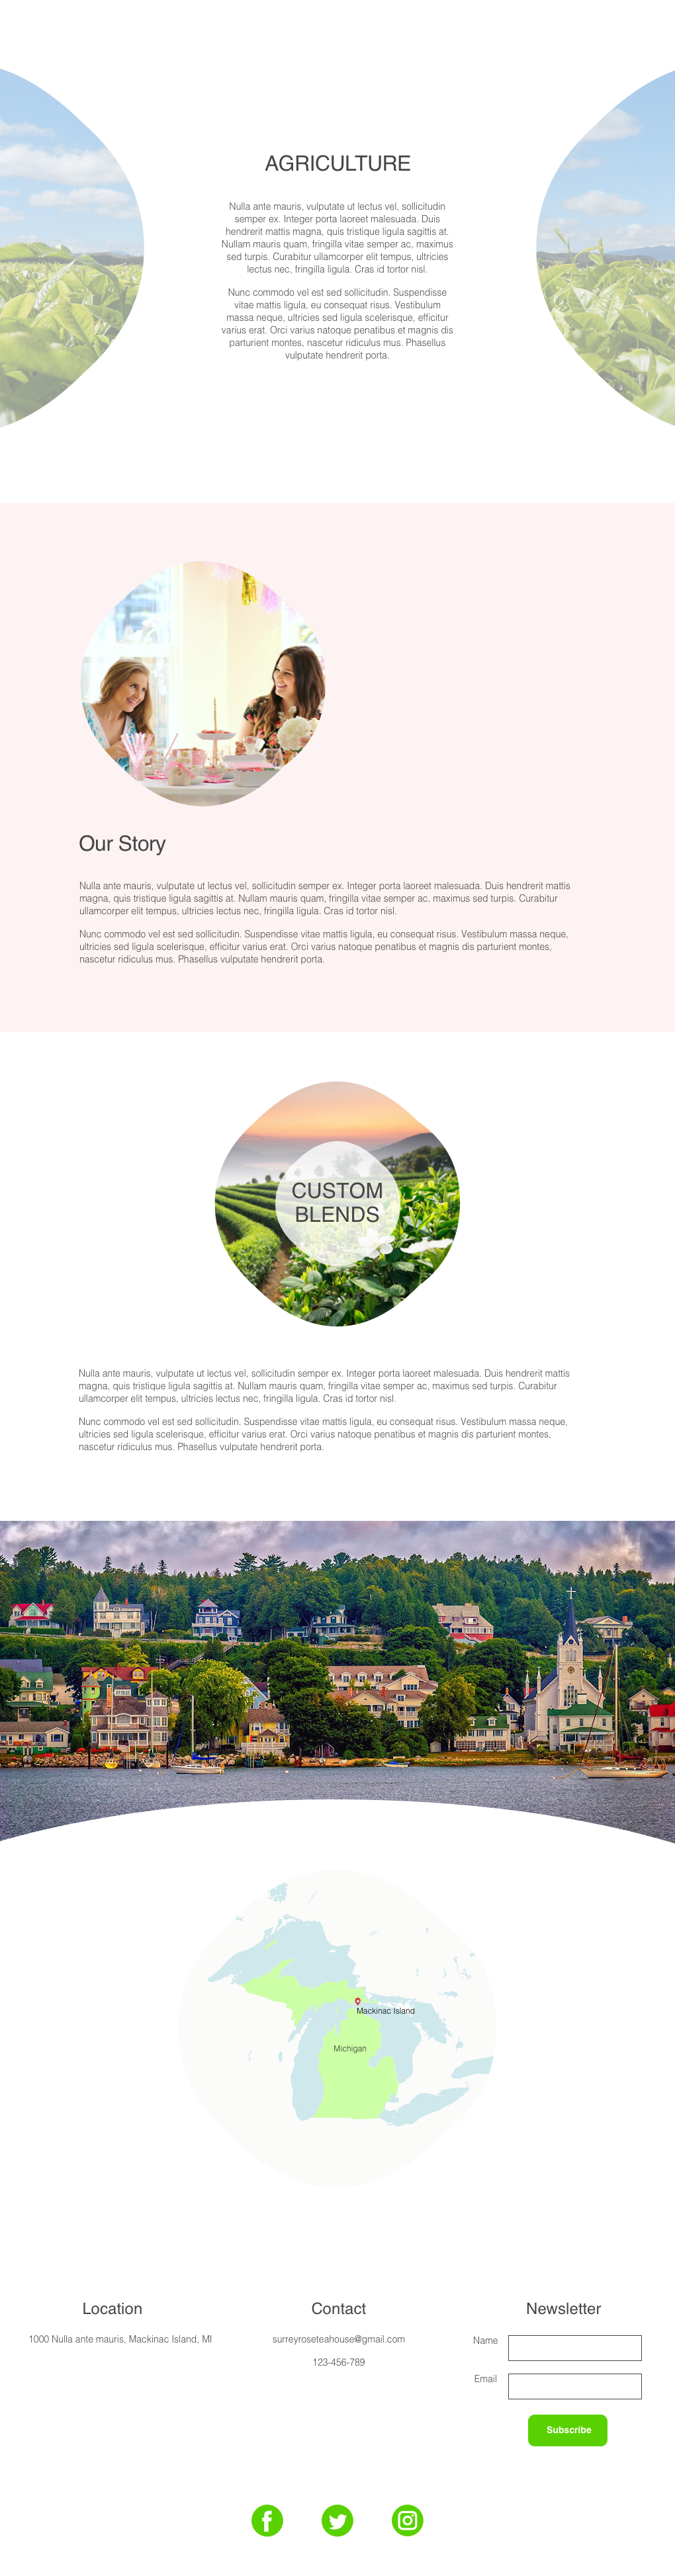 AGRICULTURE
Nulla ante mauris, vulputate ut lectus vel, sollicitudin
semper ex. Integer porta laoreet malesuada. Duis
hendrerit mattis magna, quis tristique ligula sagittis at.
Nullam mauris quam, fringilla vitae semper ac, maximus
sed turpis. Curabitur ullamcorper elit tempus, ultricies
lectus nec, fringilla ligula. Cras id tortor nisl.
Nunc commodo vel est sed sollicitudin. Suspendisse
vitae mattis ligula, eu consequat risus. Vestibulum
massa neque, ultricies sed ligula scelerisque, efficitur
varius erat. Orci varius natoque penatibus et magnis dis
parturient montes, nascetur ridiculus mus. Phasellus
vulputate hendrerit porta.
Our Story
Nulla ante mauris, vulputate ut lectus vel, sollicitudin semper ex. Integer porta laoreet malesuada. Duis hendrerit mattis
magna, quis tristique ligula sagittis at. Nullam mauris quam, fringilla vitae semper ac, maximus sed turpis. Curabitur
ullamcorper elit tempus, ultricies lectus nec, fringilla ligula. Cras id tortor nisl.
Nunc commodo vel est sed sollicitudin. Suspendisse vitae mattis ligula, eu consequat risus. Vestibulum massa neque,
ultricies sed ligula scelerisque, efficitur varius erat. Orci varius natoque penatibus et magnis dis parturient montes,
nascetur ridiculus mus. Phasellus vulputate hendrerit porta.
CUSTOM
BLENDS
Nulla ante mauris, vulputate ut lectus vel, sollicitudin semper ex. Integer porta laoreet malesuada. Duis hendrerit mattis
magna, quis tristique ligula sagittis at. Nullam mauris quam, fringilla vitae semper ac, maximus sed turpis. Curabitur
ullamcorper elit tempus, ultricies lectus nec, fringilla ligula. Cras id tortor nisl.
Nunc commodo vel est sed sollicitudin. Suspendisse vitae mattis ligula, eu consequat risus. Vestibulum massa neque,
ultricies sed ligula scelerisque, efficitur varius erat. Orci varius natoque penatibus et magnis dis parturient montes,
nascetur ridiculus mus. Phasellus vulputate hendrerit porta.
Mackinac Island
Michigan
Location
1000 Nulla ante mauris, Mackinac Island, MI
Contact
surreyroseteahouse@gmail.com
123-456-789
Newsletter
Name
Email
Subscribe